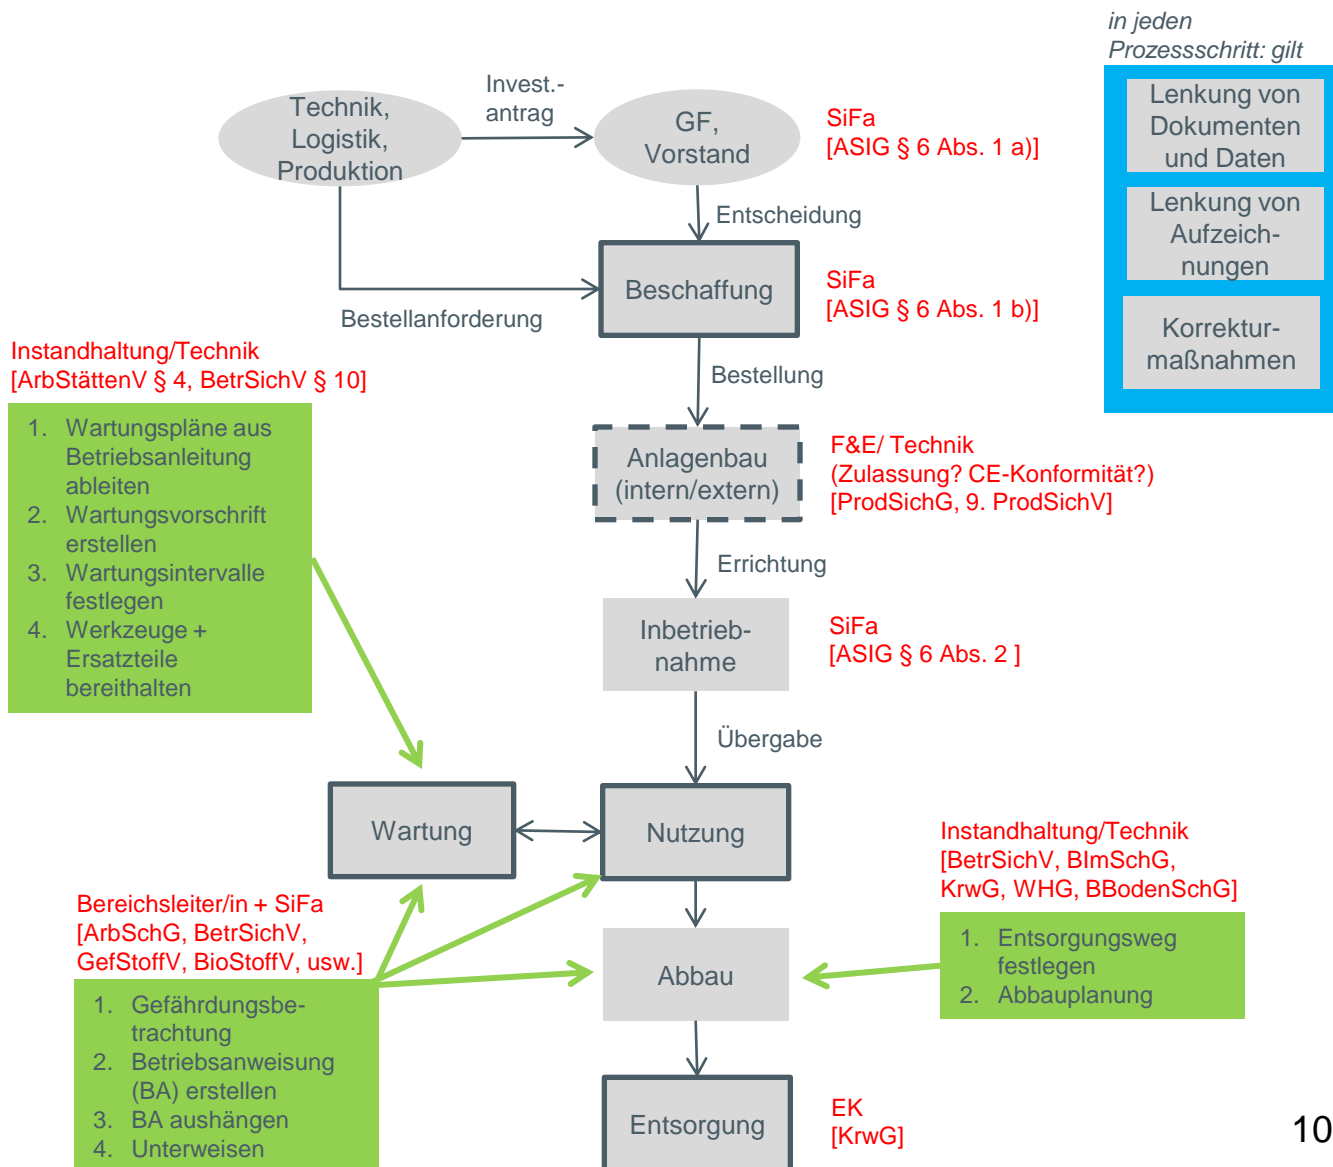 in jeden
Prozessschritt: gilt
Lenkung von
Dokumenten
und Daten
Lenkung von
Aufzeich-
nungen
Korrektur-
maßnahmen
Technik,
Logistik,
Produktion
Invest.-
antrag
GF,
Vorstand
SiFa
[ASIG § 6 Abs. 1 a)]
Entscheidung
Beschaffung
SiFa
[ASIG § 6 Abs. 1 b)]
Bestellanforderung
Bestellung
Instandhaltung/Technik
[ArbStättenV § 4, BetrSichV § 10]
1. Wartungspläne aus
Betriebsanleitung
ableiten
2. Wartungsvorschrift
erstellen
3. Wartungsintervalle
festlegen
4. Werkzeuge +
Ersatzteile
bereithalten
Anlagenbau
(intern/extern)
F&E/ Technik
(Zulassung? CE-Konformität?)
[ProdSichG, 9. ProdSichV]
Errichtung
Inbetrieb-
nahme
SiFa
[ASIG § 6 Abs. 2 ]
Übergabe
Wartung
Nutzung
Instandhaltung/Technik
[BetrSichV, BImSchG,
KrwG, WHG, BBodenSchG]
1. Entsorgungsweg
festlegen
2. Abbauplanung
Bereichsleiter/in + SiFa
[ArbSchG, BetrSichV,
GefStoffV, BioStoffV, usw.]
1. Gefährdungsbe-
trachtung
2. Betriebsanweisung
(BA) erstellen
3. BA aushängen
4. Unterweisen
Abbau
Entsorgung
EK
[KrwG]
10